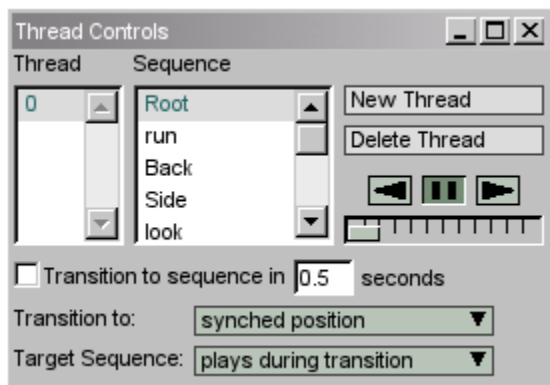 Thread Controls
Thread Sequence
0 Root New Thread
run
Delete Thread
Back
Side
look
Transition to sequence in 0.5 seconds
Transition to: synched position
Target Sequence: plays during transition